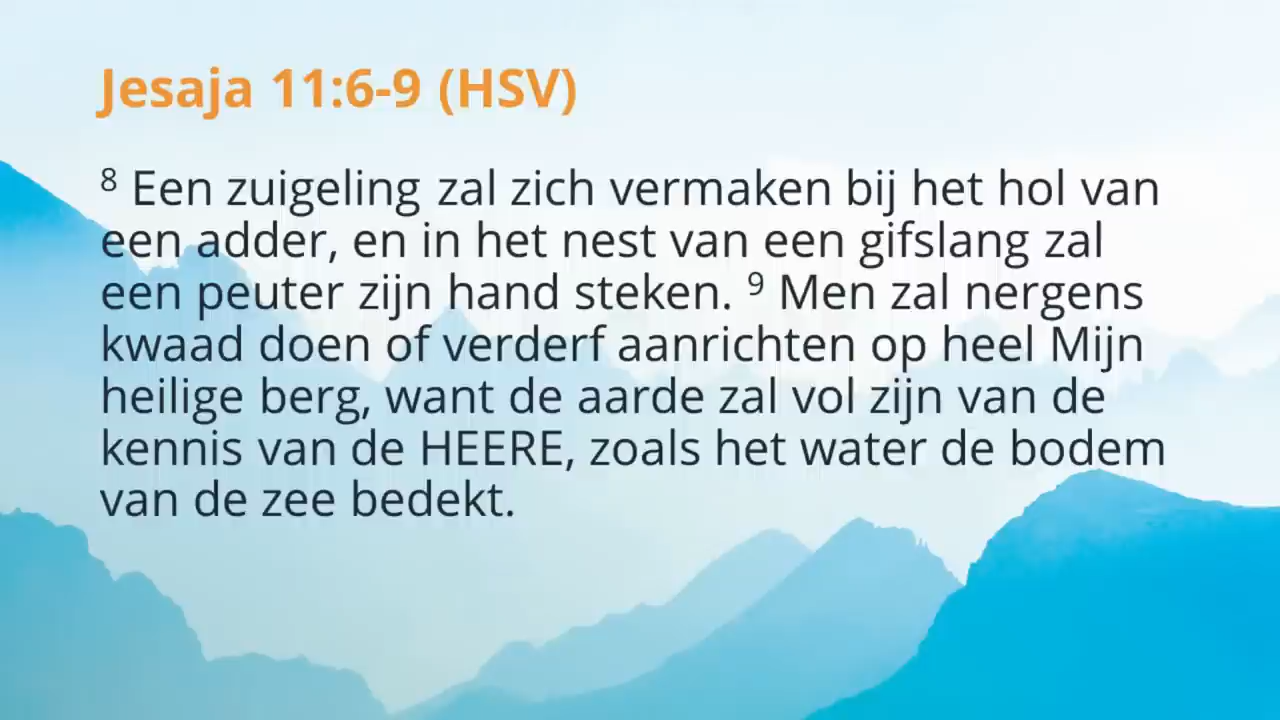 Jesaja 11:6-9 (HSV)
⁸ Een zuigeling zal zich vermaken bij het hol van
een adder, en in het nest van een gifslang zal
een peuter zijn hand steken. ⁹ Men zal nergens
kwaad doen of verderf aanrichten op heel Mijn
heilige berg, want de aarde zal vol zijn van de
kennis van de HEERE, zoals het water de bodem
van de zee bedekt.